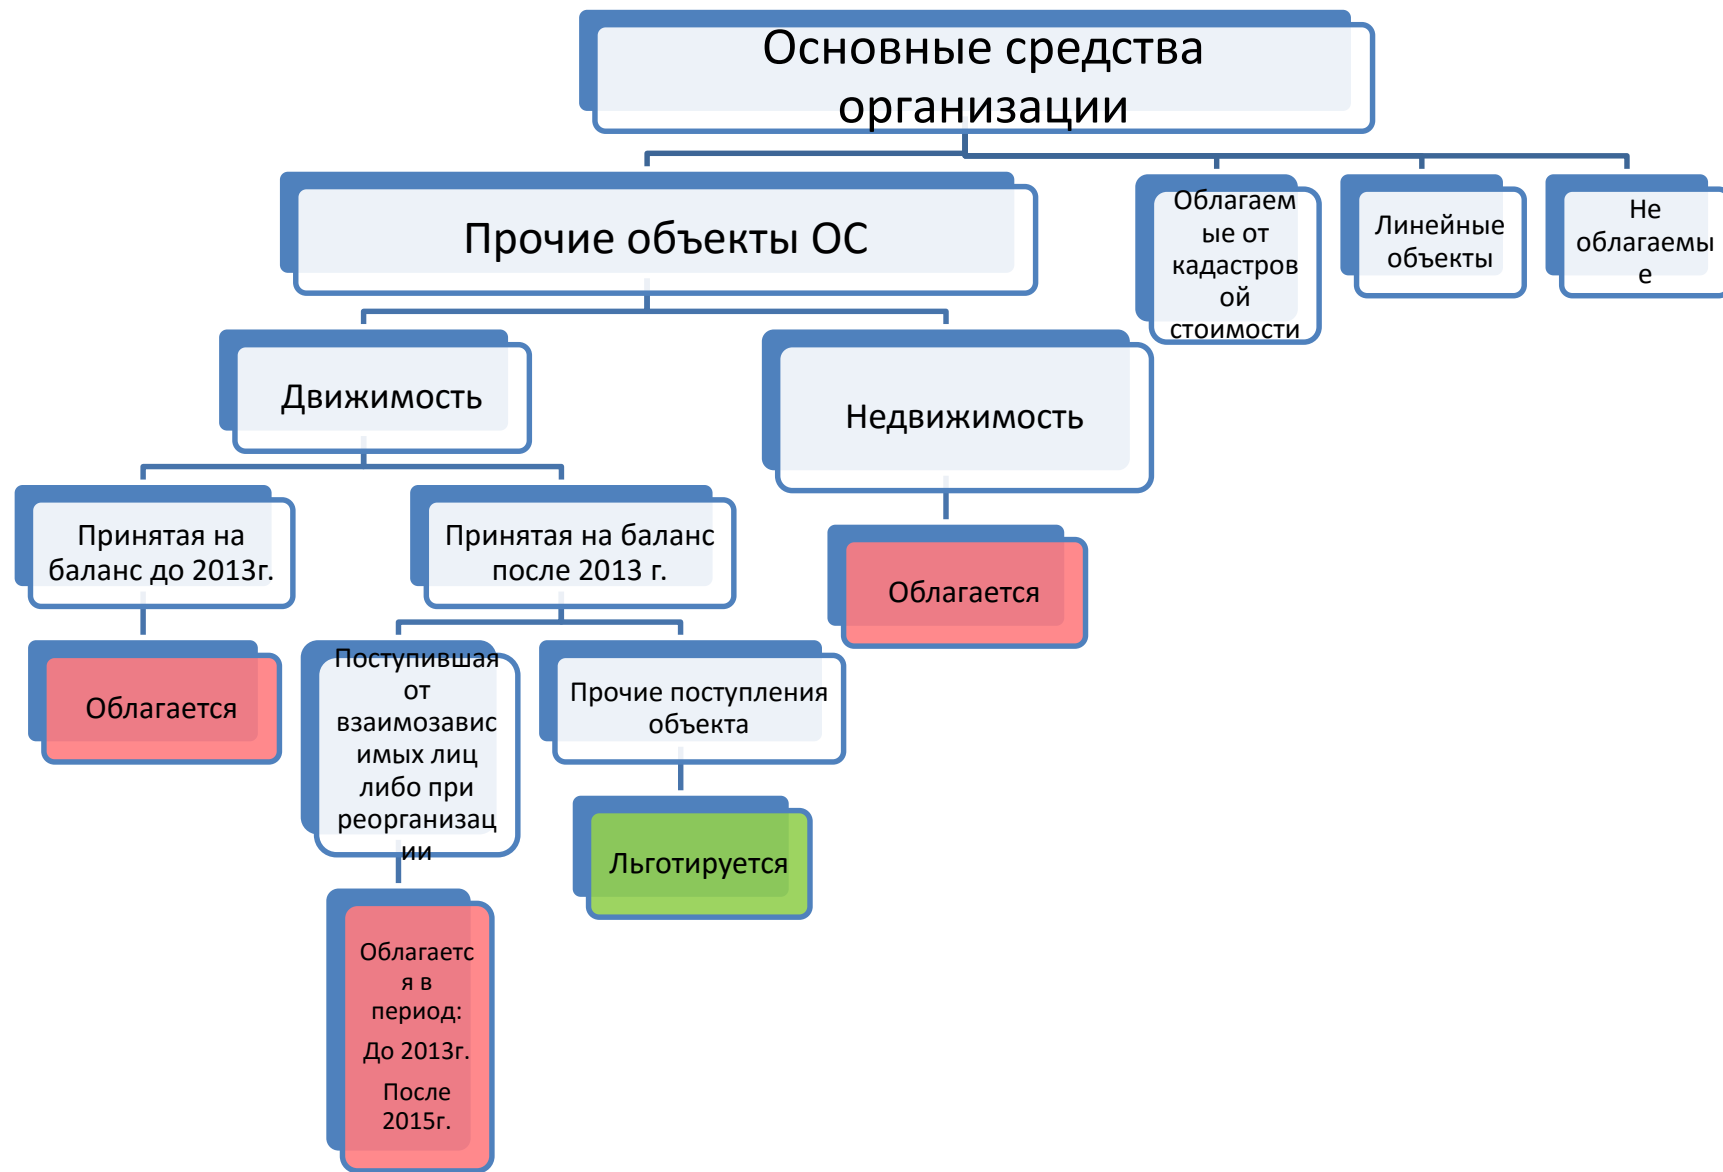 Основные средства
организации
Прочие объекты ОС
Облагаем
ые от
кадастров
ой
стоимости
Линейные
объекты
Не
облагаемы
е
Движимость
Недвижимость
Принятая на
баланс до 2013г.
Принятая на баланс
после 2013 г.
Облагается
Облагается
Поступившая
от
взаимозавис
имых лиц
либо при
реорганизац
ии
Прочие поступления
объекта
Льготируется
Облагаетс
я в
период:
До 2013г.
После
2015г.